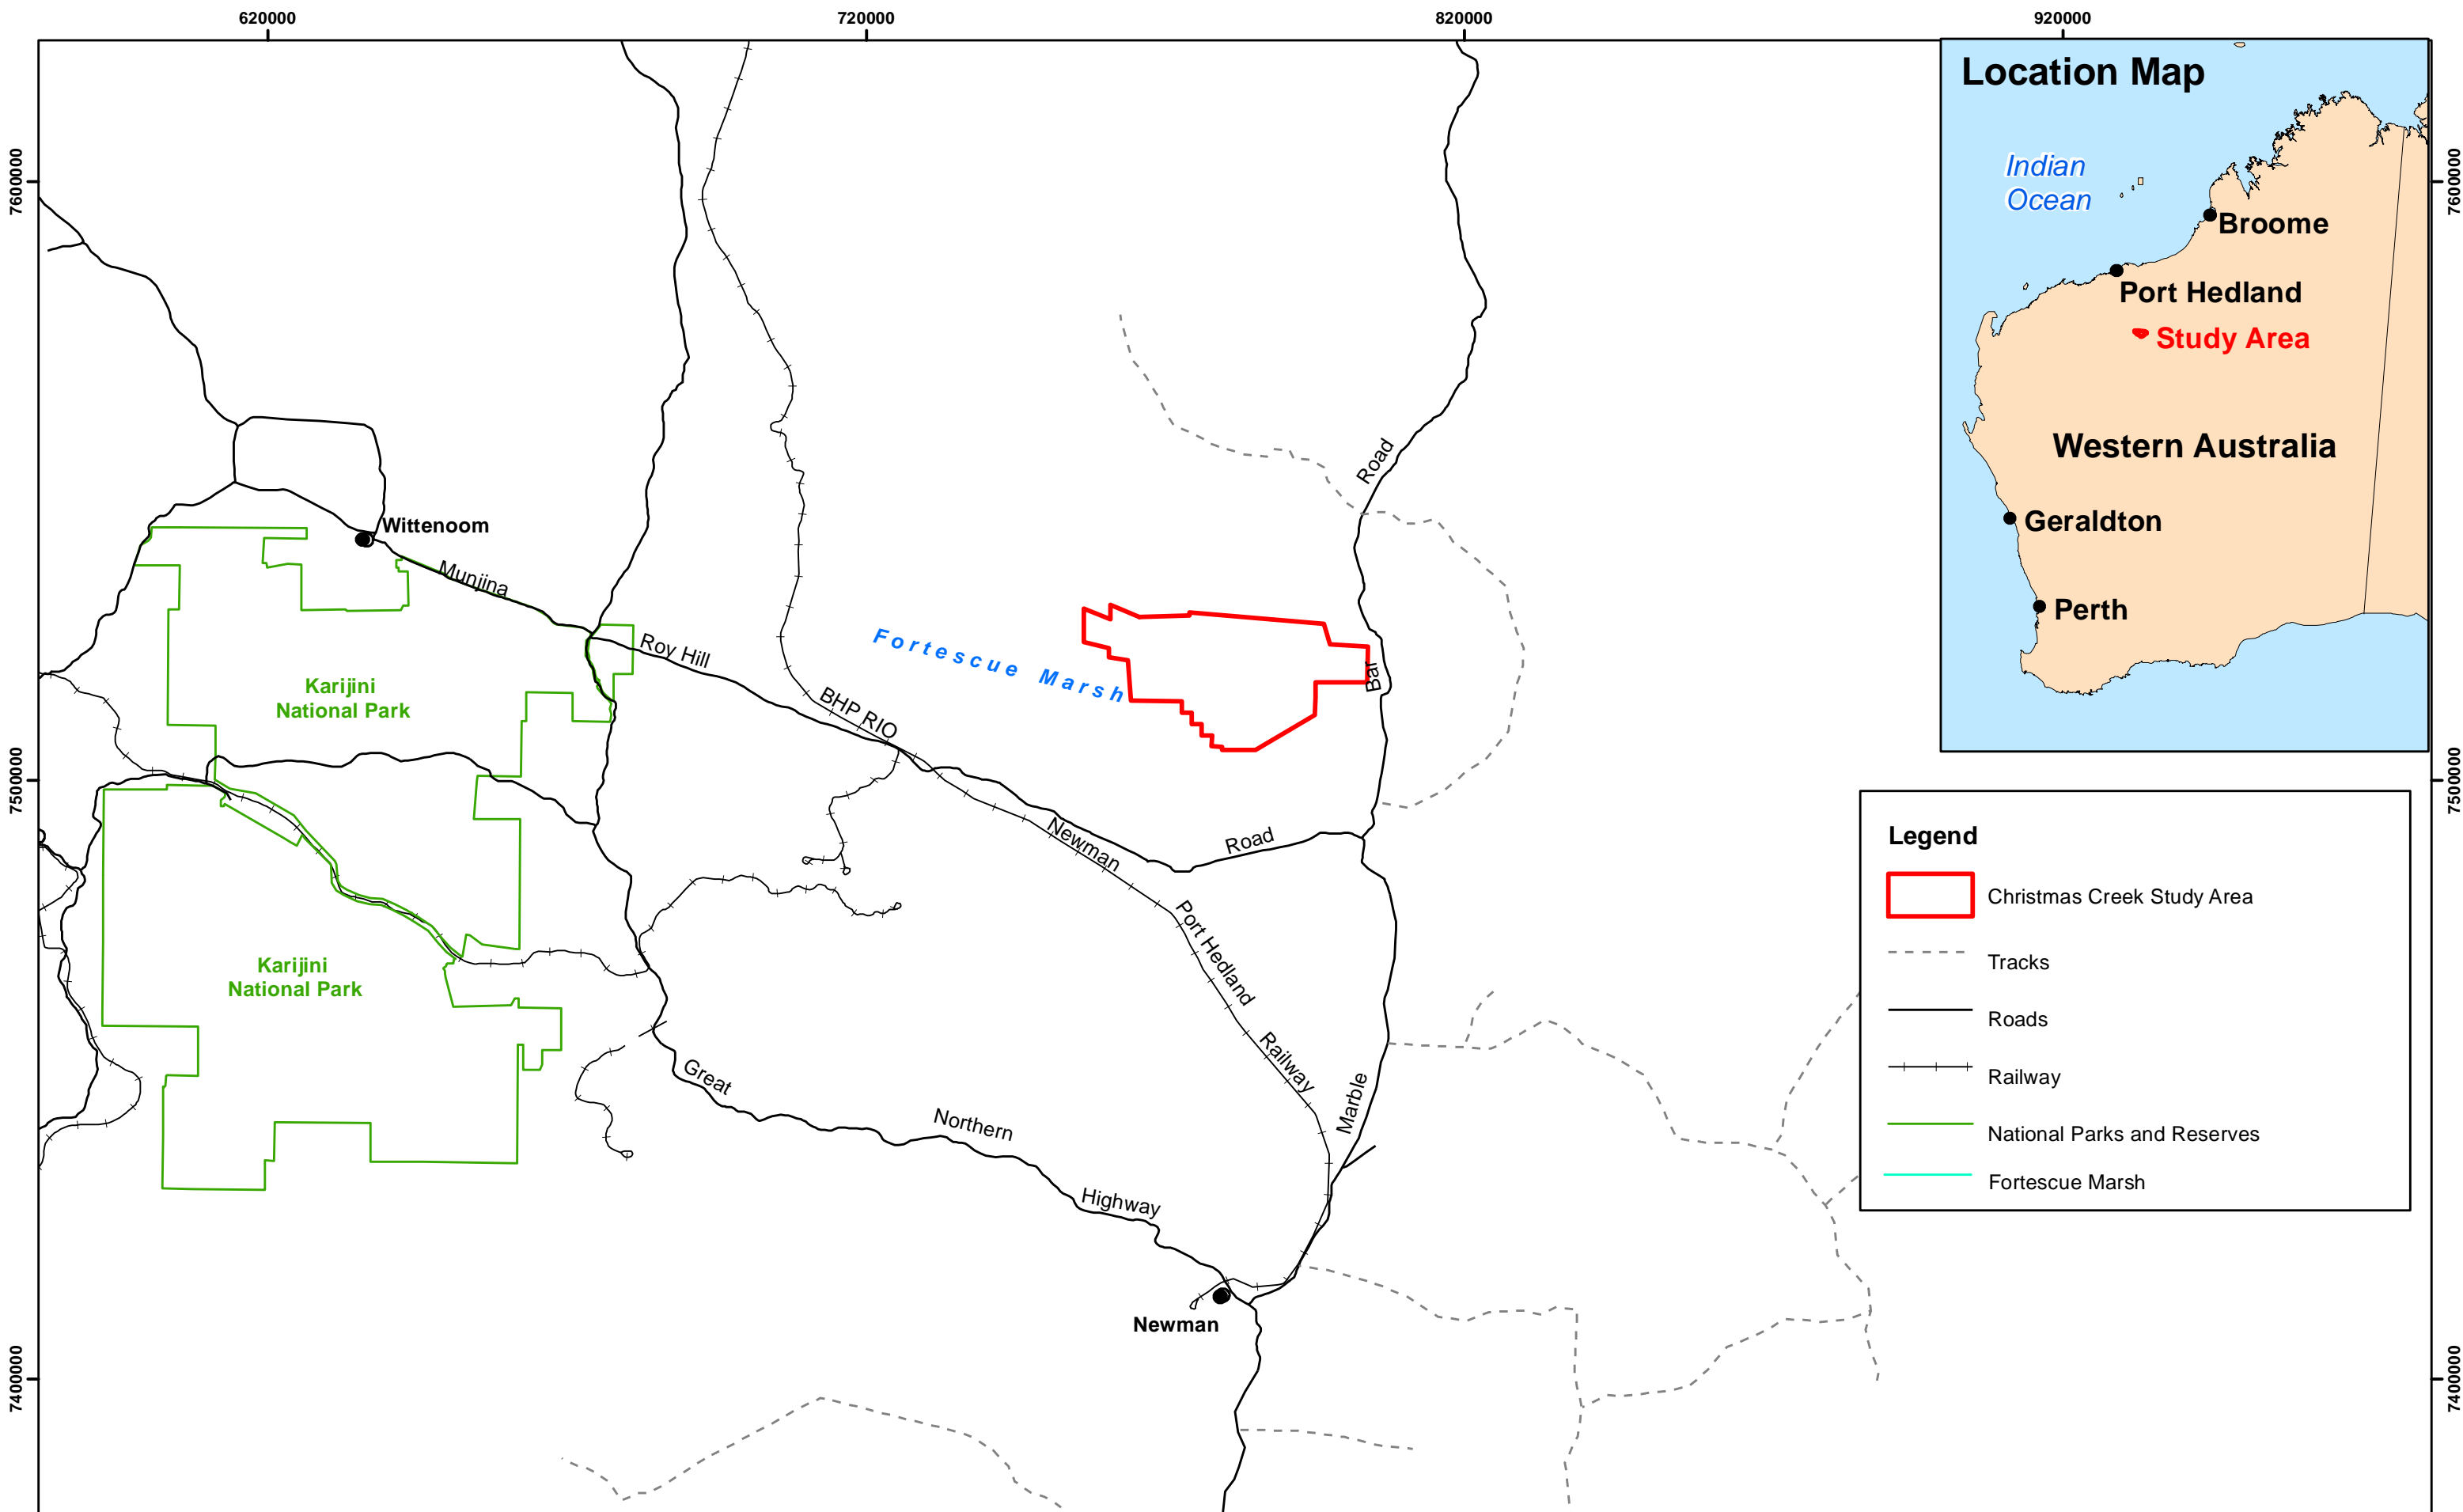 620000
720000
820000
920000
7600000
7600000
Location Map
Indian
Ocean
Broome
Port Hedland
Study Area
Western Australia
Geraldton
Perth
Road
Wittenoom
Munjina
Roy Hill
Fortescue Marsh
Bar
Karijini
National Park
BHP RIO
7500000
7500000
Newman
Road
Port Hedland
Railway
Karijini
National Park
Great
Northern
Highway
Marble
Newman
Legend
Christmas Creek Study Area
Tracks
Roads
Railway
National Parks and Reserves
Fortescue Marsh
7400000
7400000